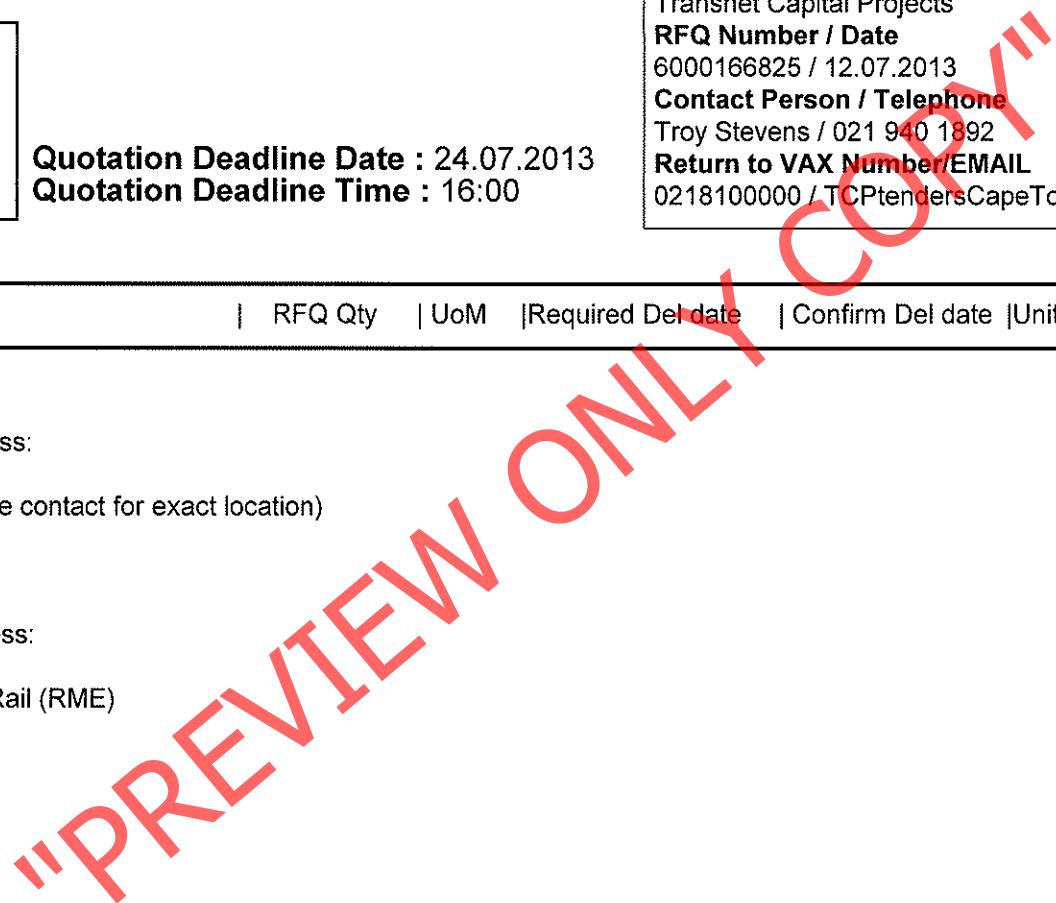 Transnet Capital Projects
RFQ Number / Date
6000166825 / 12.07.2013
Contact Person / Telephone
Troy Stevens / 021 940 1892
Return to VAX Number/EMAIL
0218100000 / TCPtendersCapeTo
Quotation Deadline Date : 24.07.2013
Quotation Deadline Time : 16:00
| RFQ Qty | UoM |Required Del date | Confirm Del date |Unit
ss:
e contact for exact location)
ss:
Rail (RME)
"PREVIEW ONLY COPY"